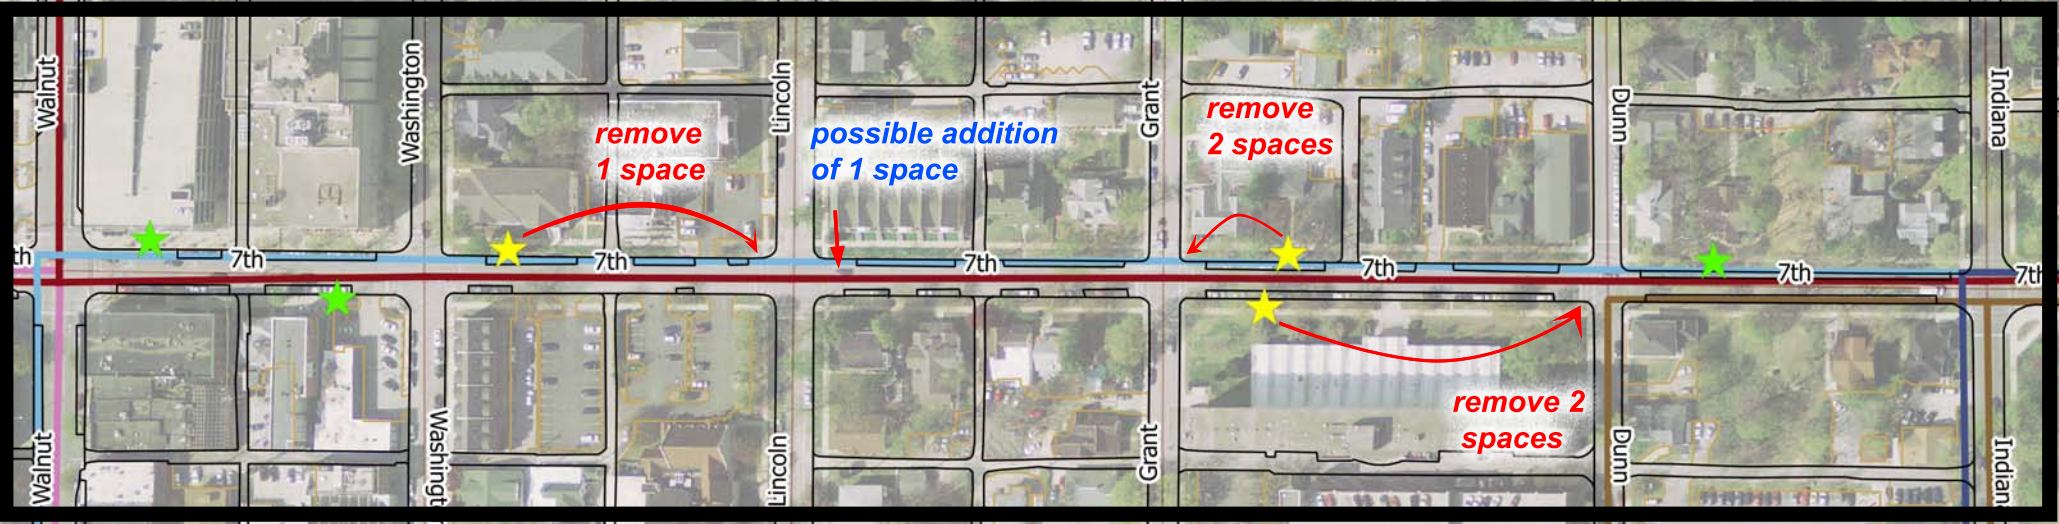 Walnut
Washington
Lincoln
Grant
Dunn
Indiana
remove
1 space
possible addition
of 1 space
remove
2 spaces
th
7th
7th
7th
7th
7th
7th
remove 2
spaces
Walnut
Washingt
Lincoln
Grant
Dunn
Indian